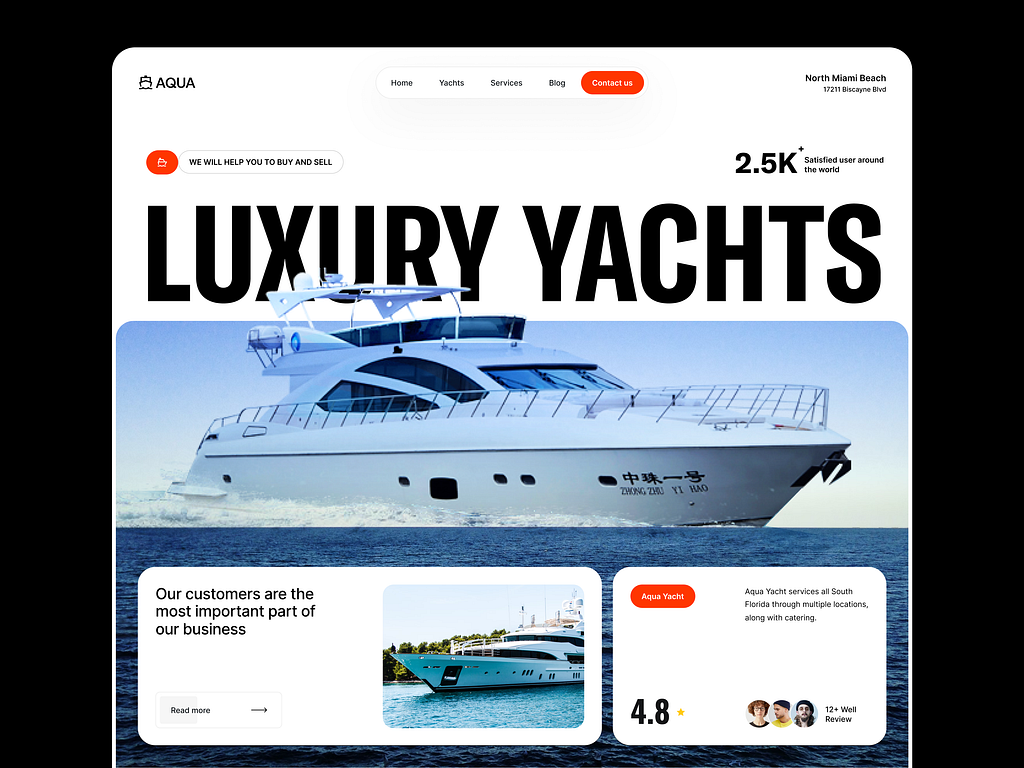 AQUA
Home
Yachts
Services
Blog
Contact us
North Miami Beach
17211 Biscayne Blvd
WE WILL HELP YOU TO BUY AND SELL
2.5K+
Satisfied user around
the world
LUXURY YACHTS
中珠一号
ZHONG ZHU YI HAO
Our customers are the
most important part of
our business
Read more
Aqua Yacht
Aqua Yacht services all South
Florida through multiple locations,
along with catering.
4.8
12+ Well
Review